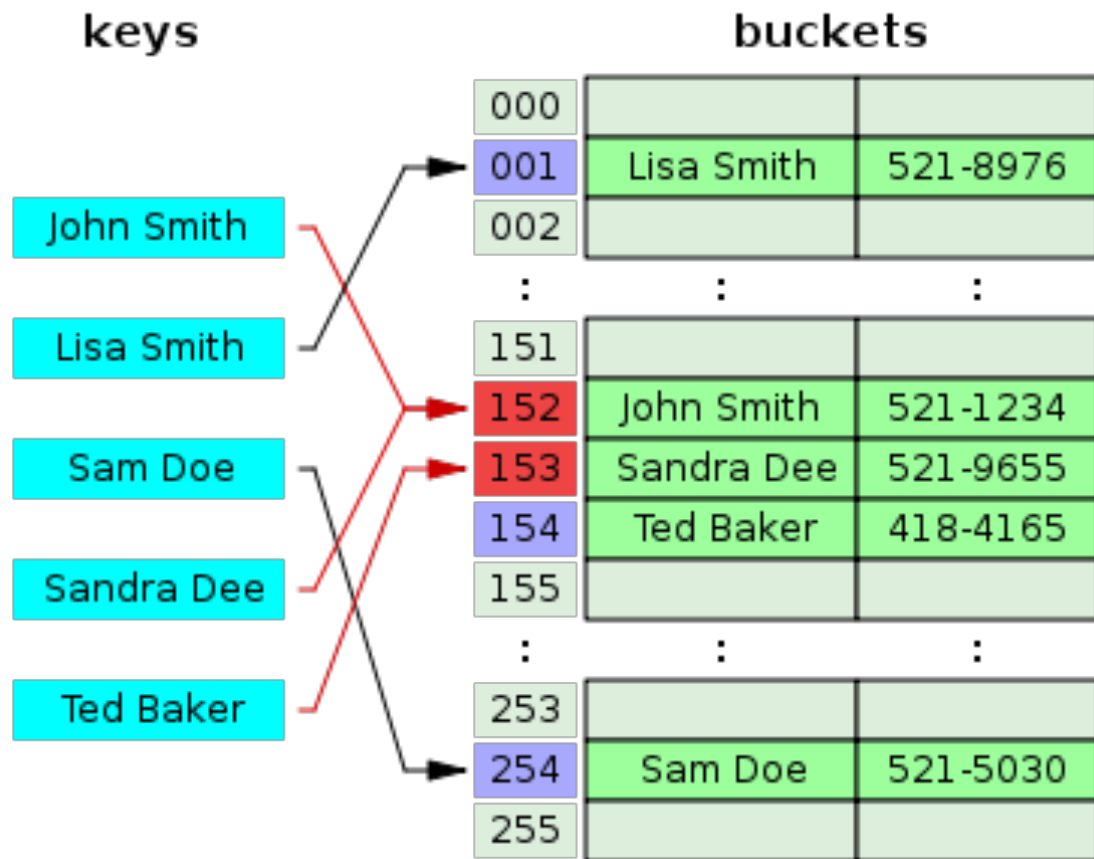 keys
buckets
John Smith
Lisa Smith
Sam Doe
Sandra Dee
Ted Baker
000
001 Lisa Smith 521-8976
002
: : :
151
152 John Smith 521-1234
153 Sandra Dee 521-9655
154 Ted Baker 418-4165
155
: : :
253
254 Sam Doe 521-5030
255